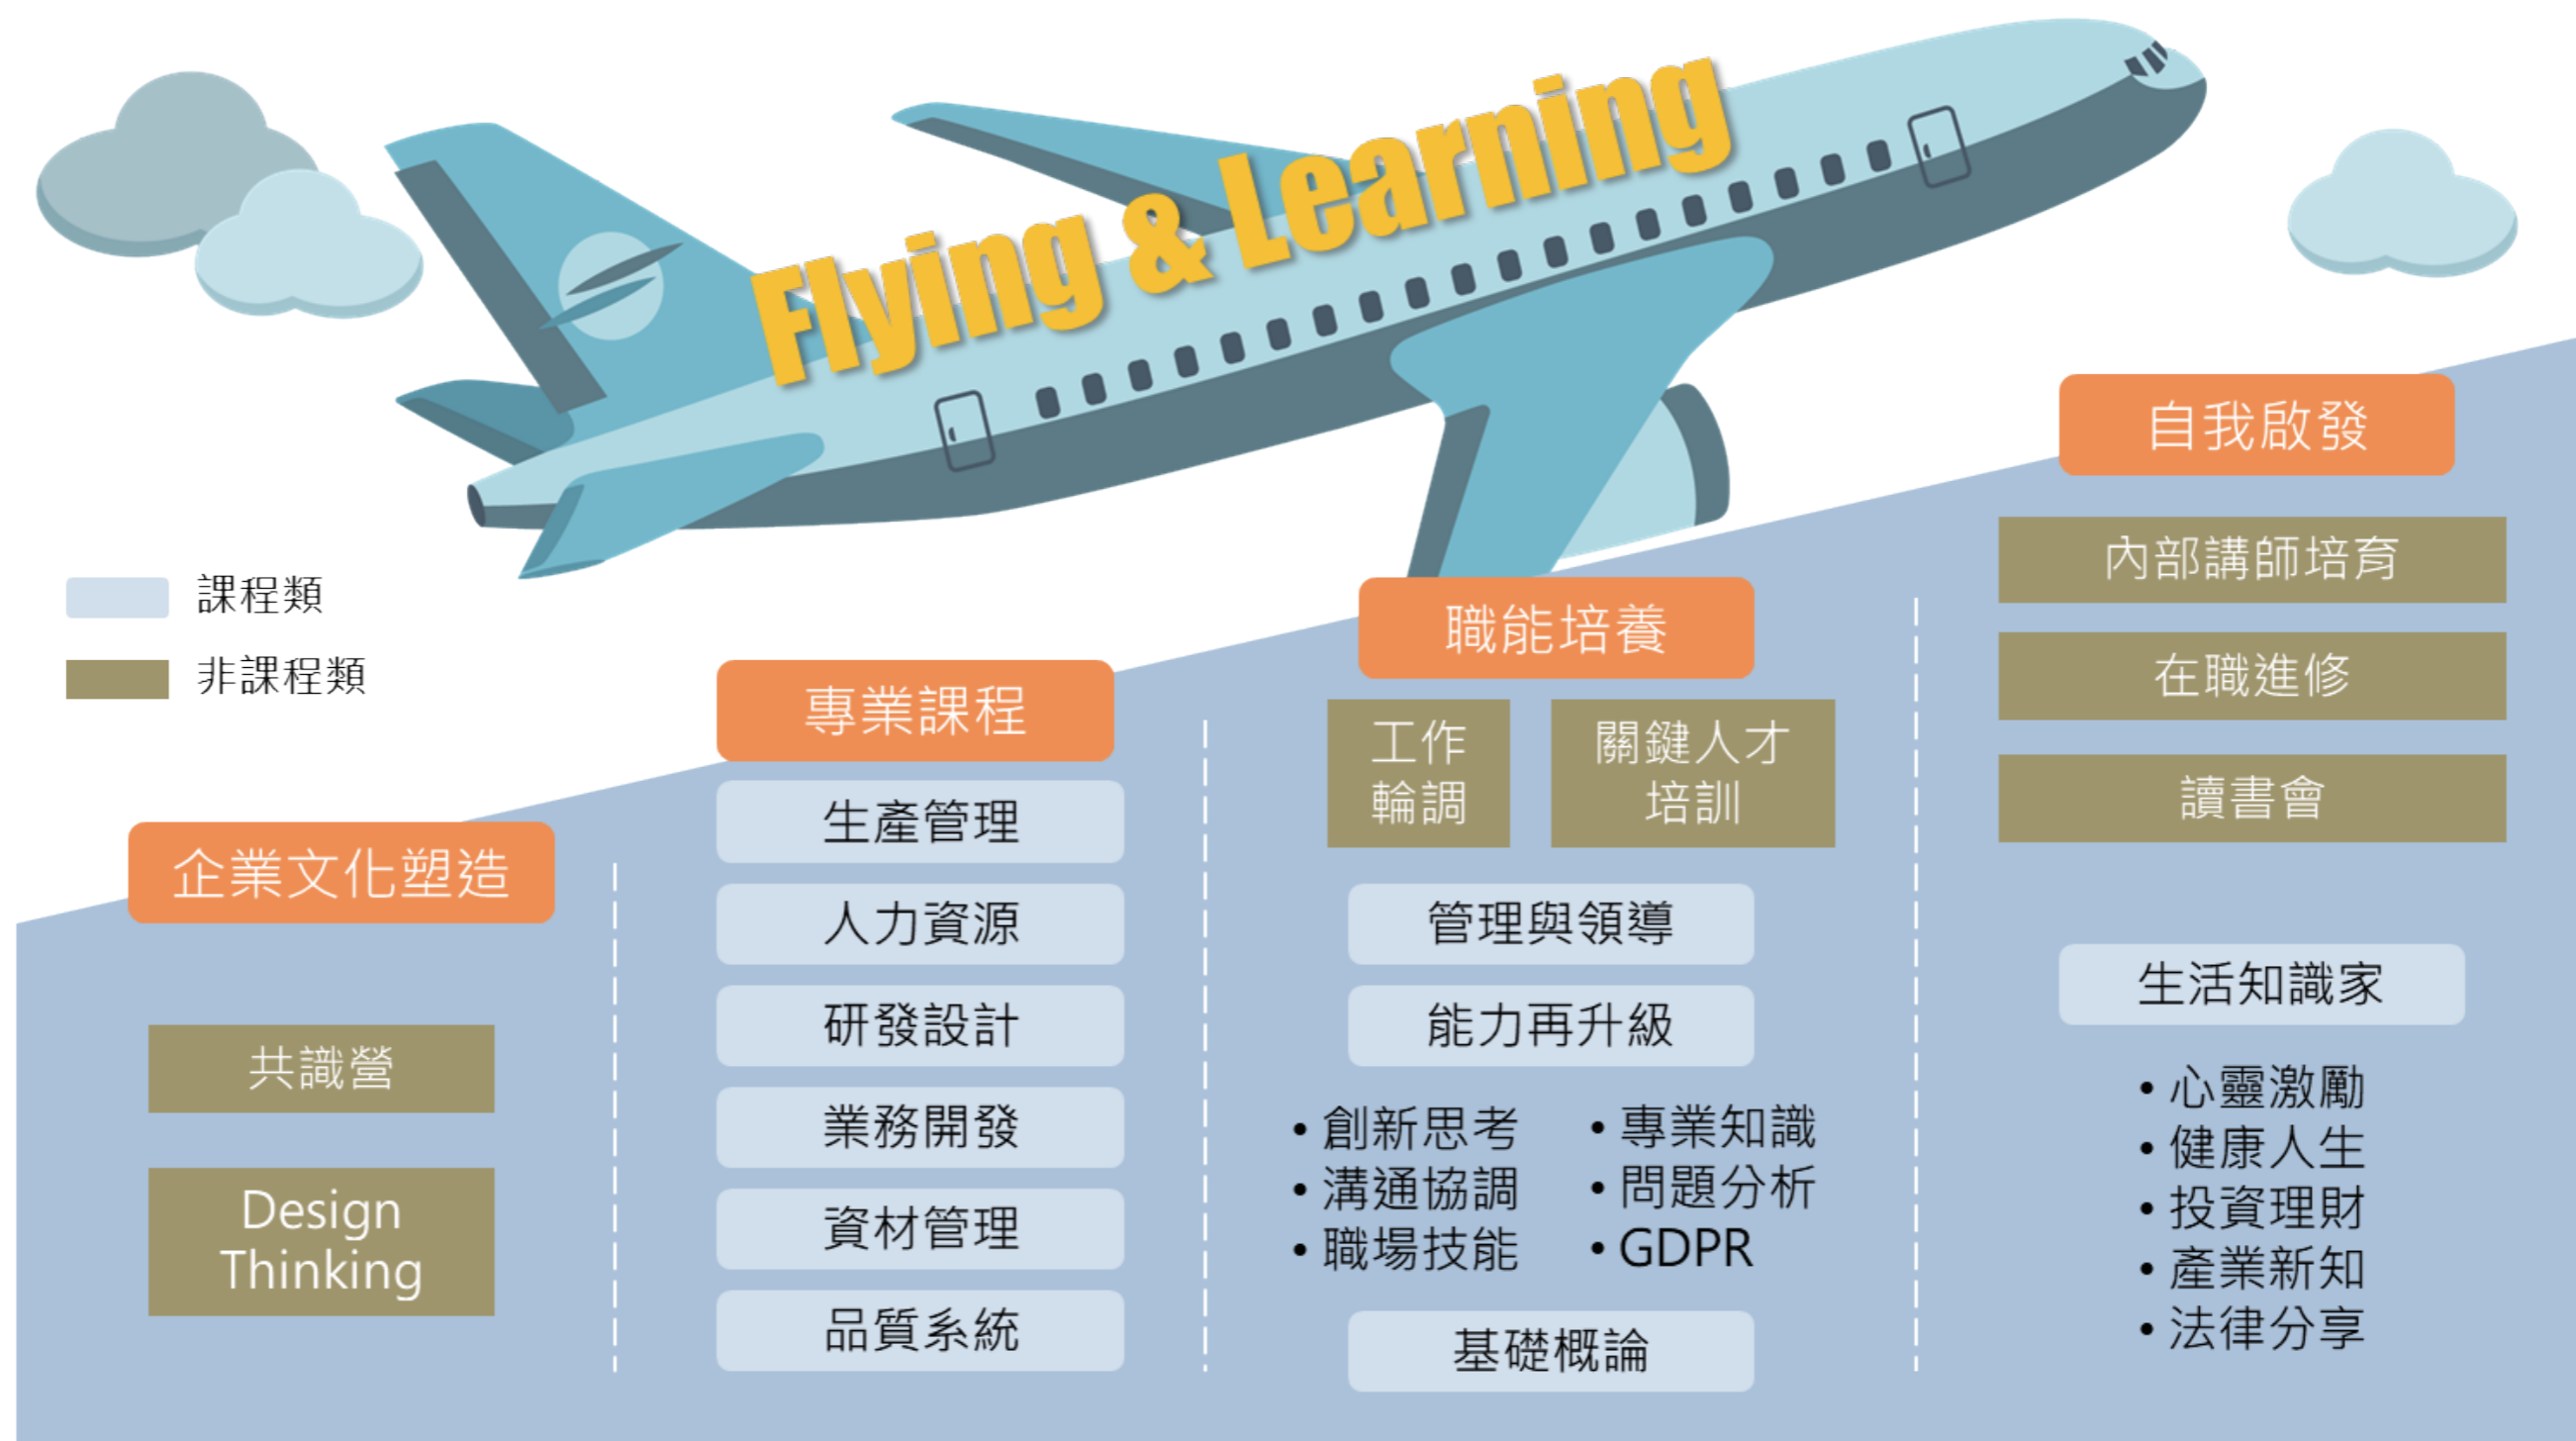 Flying & Learning
課程類
非課程類
企業文化塑造
共識營
Design
Thinking
專業課程
生產管理
人力資源
研發設計
業務開發
資材管理
品質系統
職能培養
工作
輪調
關鍵人才
培訓
管理與領導
能力再升級
• 創新思考
• 溝通協調
• 職場技能
• 專業知識
• 問題分析
• GDPR
基礎概論
自我啟發
內部講師培育
在職進修
讀書會
生活知識家
• 心靈激勵
• 健康人生
• 投資理財
• 產業新知
• 法律分享